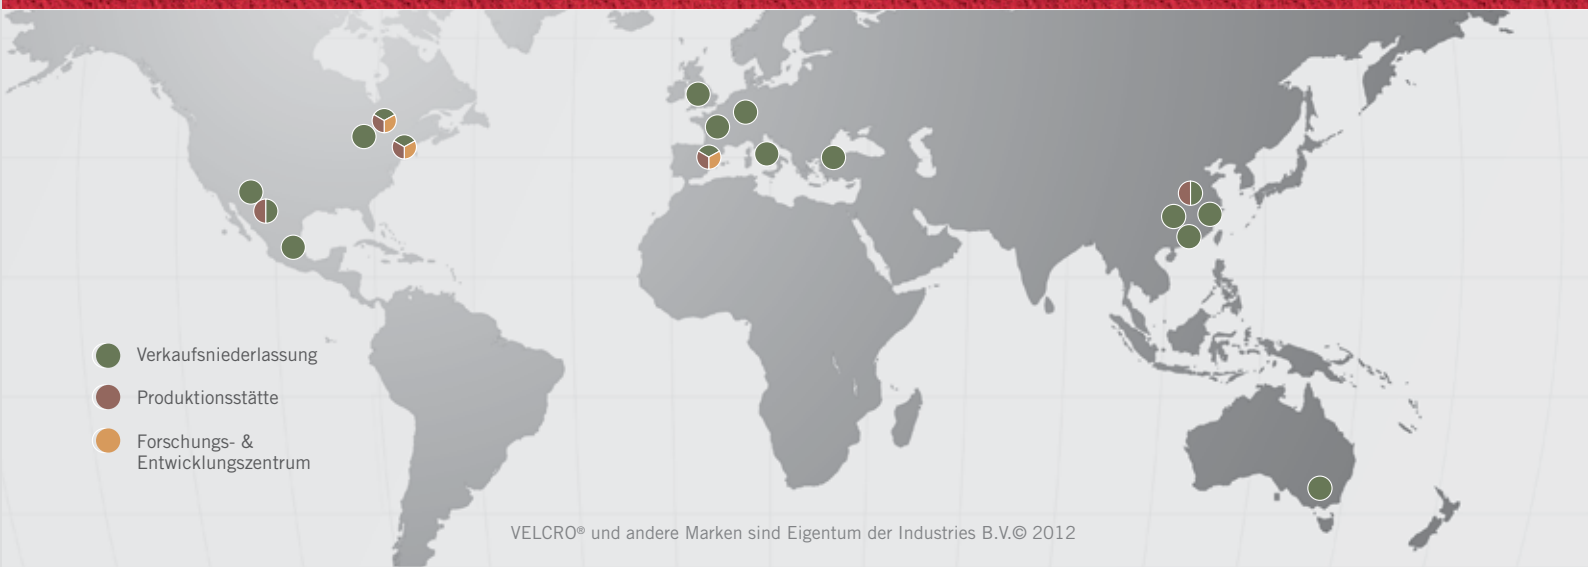 Verkaufsniederlassung
Produktionsstätte
Forschungs- &
Entwicklungszentrum
VELCRO® und andere Marken sind Eigentum der Industries B.V.© 2012